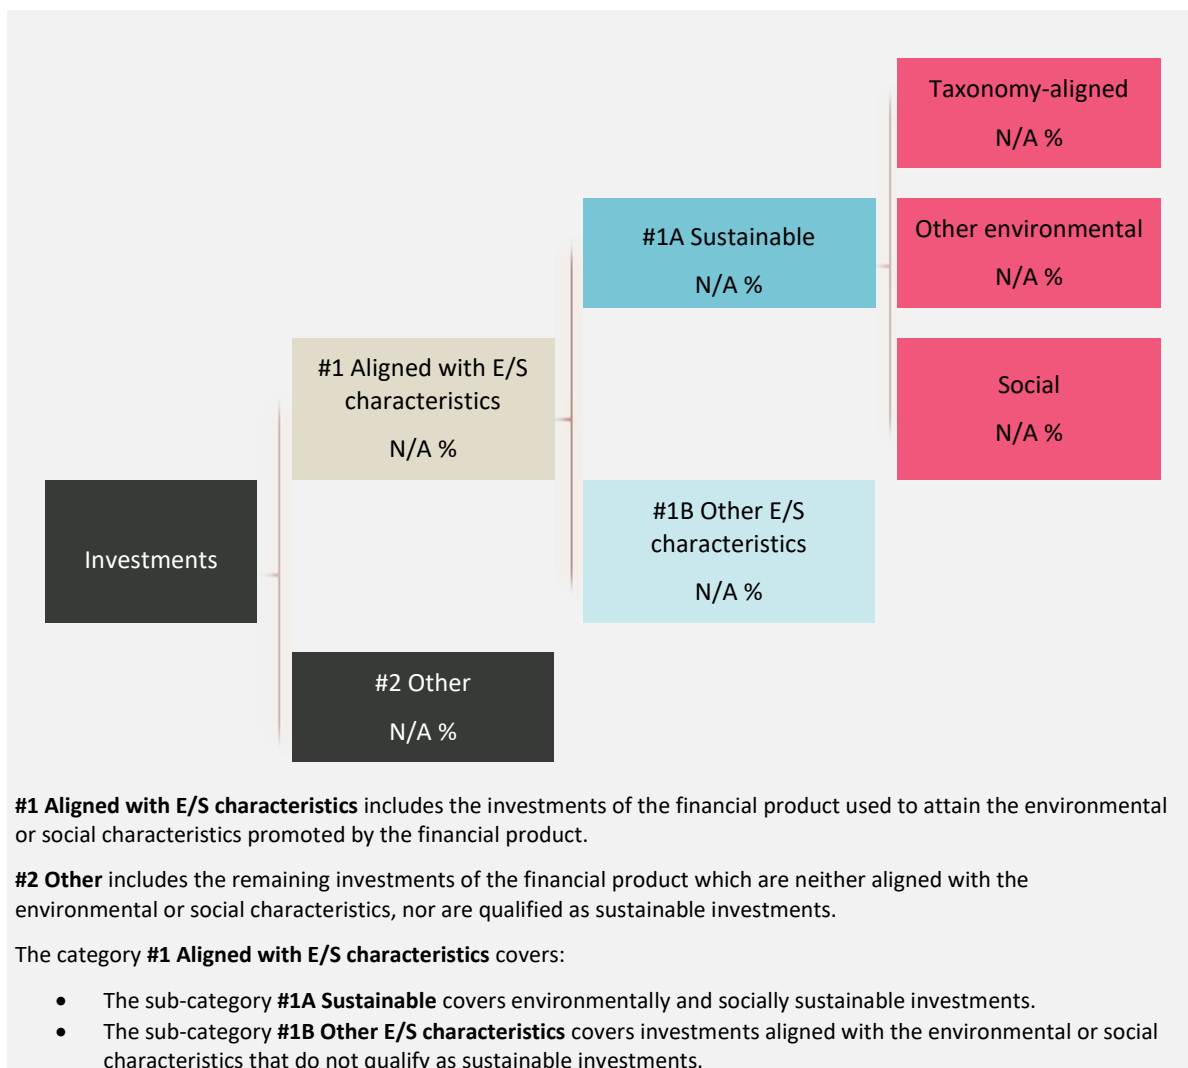 Taxonomy-aligned
N/A %
#1A Sustainable
N/A %
Other environmental
N/A %
#1 Aligned with E/S
characteristics
N/A %
Social
N/A %
Investments
#1B Other E/S
characteristics
N/A %
#2 Other
N/A %
#1 Aligned with E/S characteristics includes the investments of the financial product used to attain the environmental
or social characteristics promoted by the financial product.
#2 Other includes the remaining investments of the financial product which are neither aligned with the
environmental or social characteristics, nor are qualified as sustainable investments.
The category #1 Aligned with E/S characteristics covers:
• The sub-category #1A Sustainable covers environmentally and socially sustainable investments.
• The sub-category #1B Other E/S characteristics covers investments aligned with the environmental or social
characteristics that do not qualify as sustainable investments.